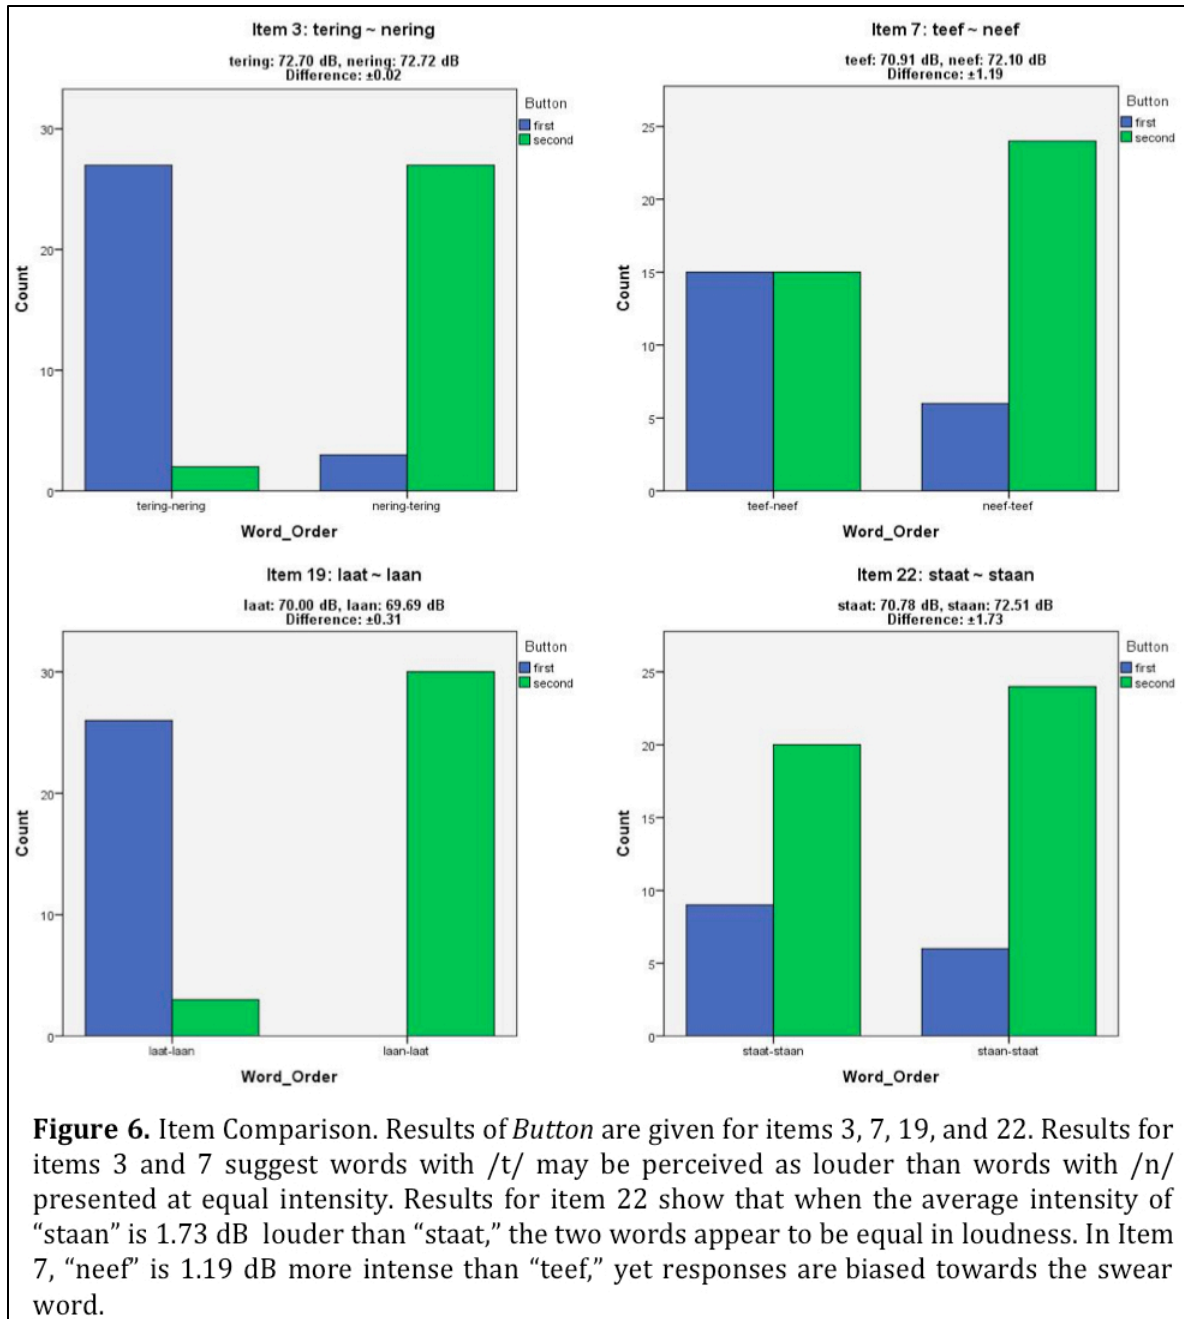 Item 3: tering ~ nering
tering: 72.70 dB, nering: 72.72 dB
Difference: ±0.02
Button
first
second
30
20
10
0
Count
tering-nering
nering-tering
Word_Order
Item 7: teef ~ neef
teef: 70.91 dB, neef: 72.10 dB
Difference: ±1.19
Button
first
second
25
20
15
10
5
0
Count
teef-neef
neef-teef
Word_Order
Item 19: laat ~ laan
laat: 70.00 dB, laan: 69.69 dB
Difference: ±0.31
Button
first
second
30
20
10
0
Count
laat-laan
laan-laat
Word_Order
Item 22: staat ~ staan
staat: 70.78 dB, staan: 72.51 dB
Difference: ±1.73
Button
first
second
25
20
15
10
5
0
Count
staat-staan
staan-staat
Word_Order
Figure 6. Item Comparison. Results of Button are given for items 3, 7, 19, and 22. Results for
items 3 and 7 suggest words with /t/ may be perceived as louder than words with /n/
presented at equal intensity. Results for item 22 show that when the average intensity of
“staan” is 1.73 dB louder than “staat,” the two words appear to be equal in loudness. In Item
7, “neef” is 1.19 dB more intense than “teef,” yet responses are biased towards the swear
word.